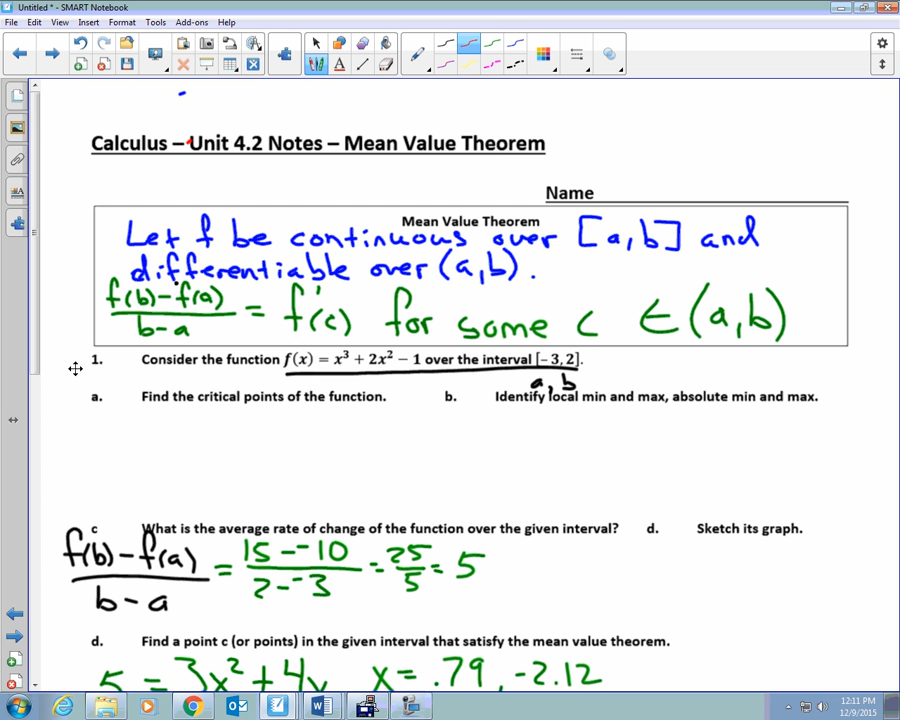 Untitled * - SMART Notebook
File Edit View Insert Format Tools Add-ons Help
Calculus – Unit 4.2 Notes – Mean Value Theorem
Name
Mean Value Theorem
Let f be continuous over [a,b] and
differentiable over (a,b).
f(b)-f(a) / b-a = f'(c) for some c ∈ (a,b)
1. Consider the function f(x) = x³ + 2x² − 1 over the interval [− 3, 2].
a, b
a. Find the critical points of the function. b. Identify local min and max, absolute min and max.
c What is the average rate of change of the function over the given interval? d. Sketch its graph.
f(b)-f(a) / b-a = 15 - -10 / 2 - -3 = 25/5 = 5
d. Find a point c (or points) in the given interval that satisfy the mean value theorem.
5 = 3x² + 4x x = .79, -2.12
12:11 PM
12/9/2015